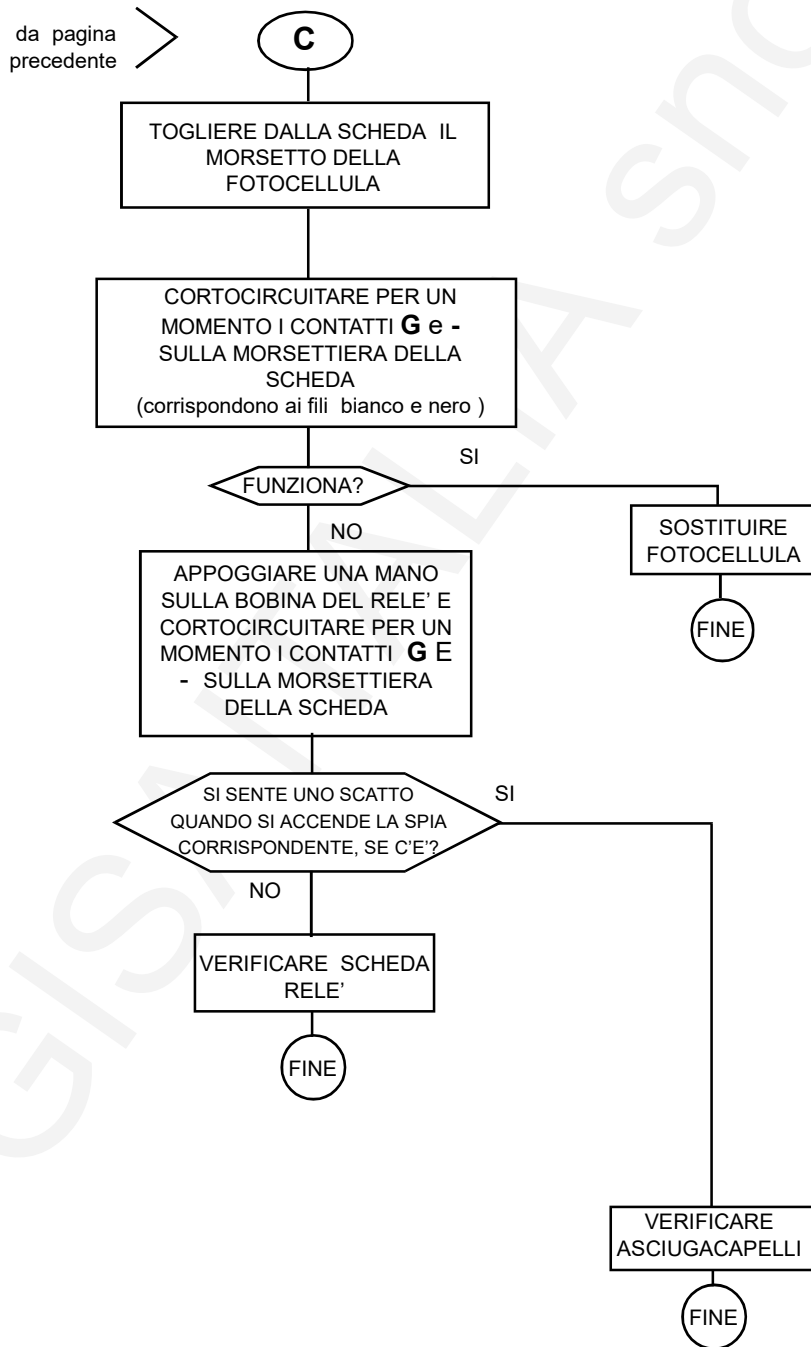 da pagina
precedente
C
TOGLIERE DALLA SCHEDA IL
MORSETTO DELLA
FOTOCELLULA
CORTOCIRCUITARE PER UN
MOMENTO I CONTATTI G e -
SULLA MORSETTIERA DELLA
SCHEDA
(corrispondono ai fili bianco e nero )
FUNZIONA?
SI
NO
SOSTITUIRE
FOTOCELLULA
FINE
APPOGGIARE UNA MANO
SULLA BOBINA DEL RELE’ E
CORTOCIRCUITARE PER UN
MOMENTO I CONTATTI G E
- SULLA MORSETTIERA
DELLA SCHEDA
SI SENTE UNO SCATTO
QUANDO SI ACCENDE LA SPIA
CORRISPONDENTE, SE C’E’?
SI
NO
VERIFICARE SCHEDA
RELE’
FINE
VERIFICARE
ASCIUGACAPELLI
FINE
GISALITALIA snc